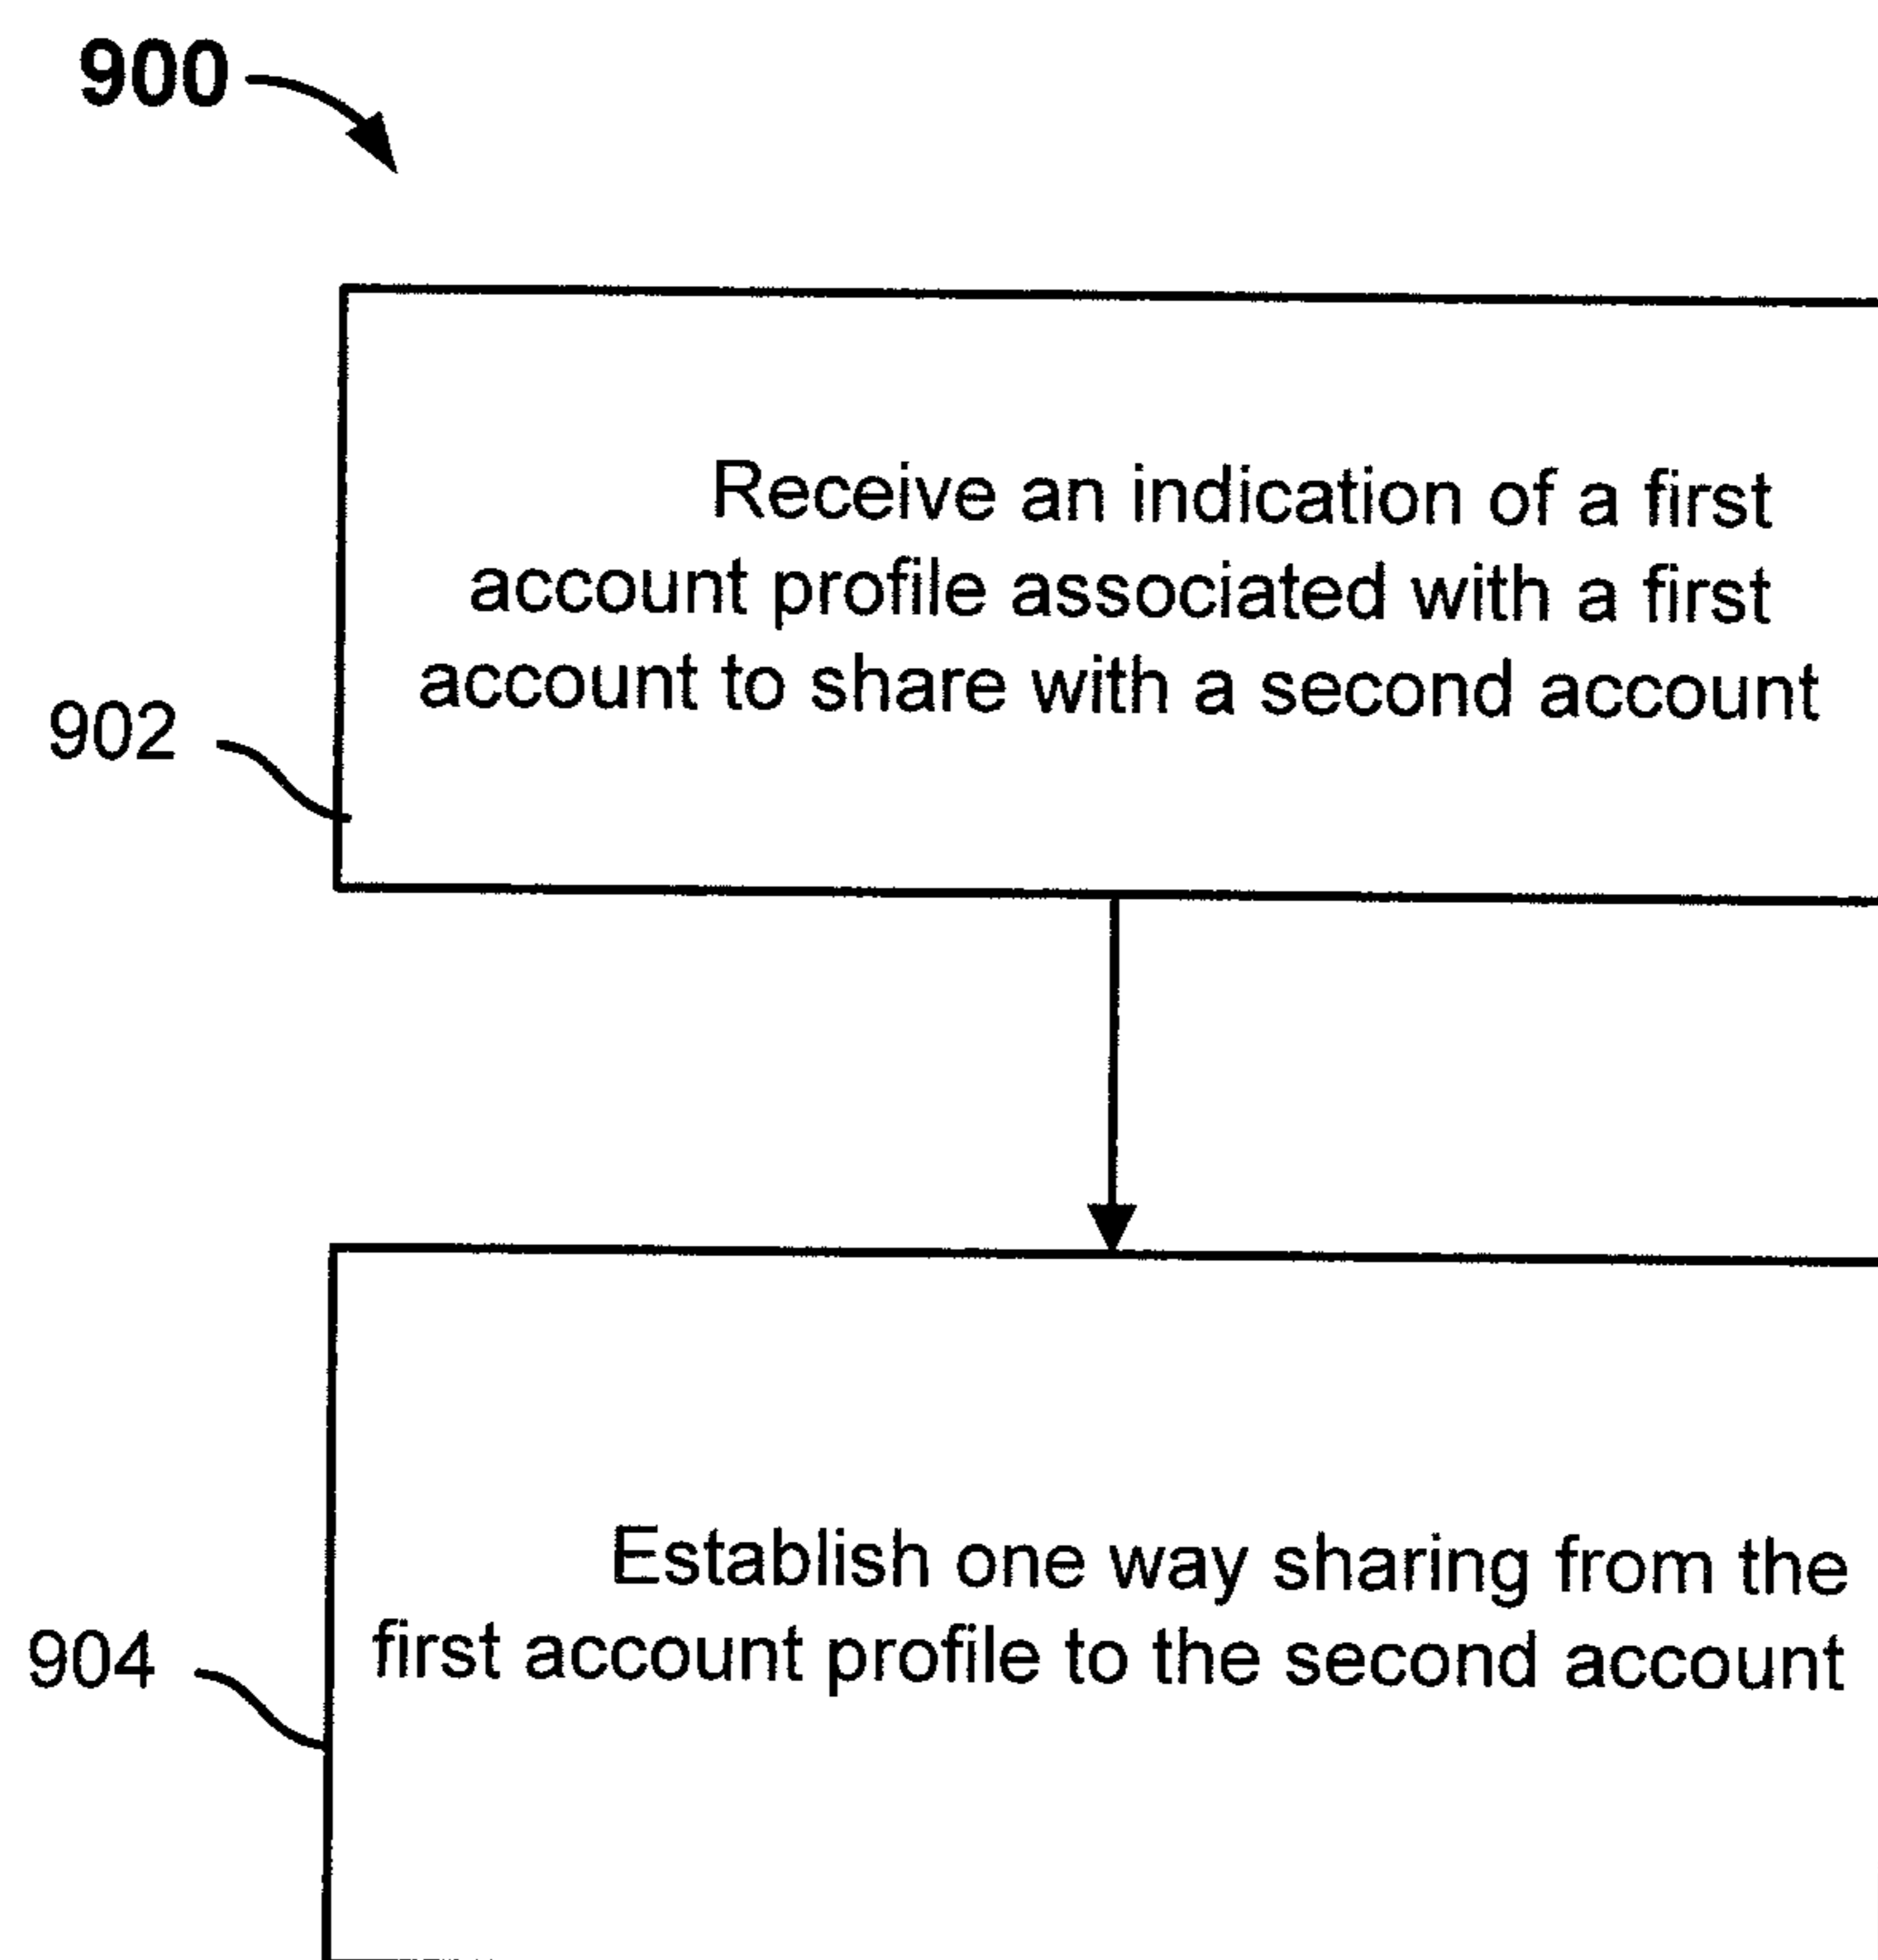 900
Receive an indication of a first
account profile associated with a first
account to share with a second account
902
Establish one way sharing from the
first account profile to the second account
904